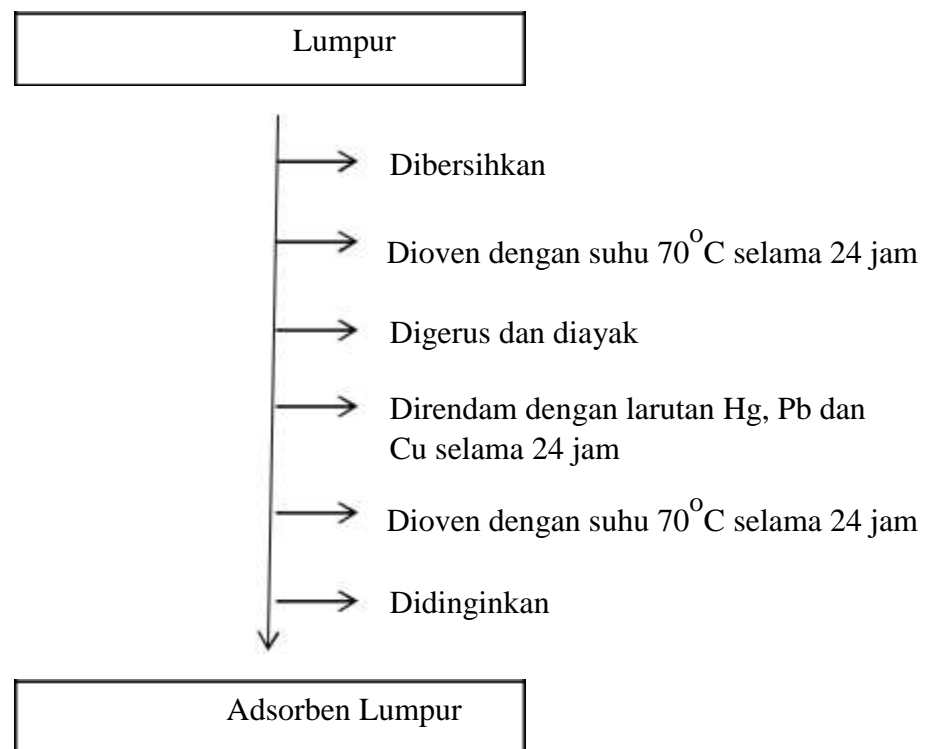 Lumpur
Dibersihkan
Dioven dengan suhu 70°C selama 24 jam
Digerus dan diayak
Direndam dengan larutan Hg, Pb dan
Cu selama 24 jam
Dioven dengan suhu 70°C selama 24 jam
Didinginkan
Adsorben Lumpur